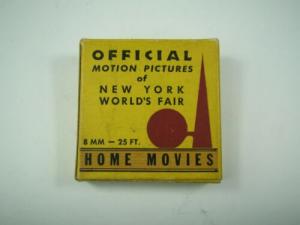 OFFICIAL
MOTION PICTURES
of
NEW YORK
WORLD'S FAIR
8 MM — 25 FT.
HOME MOVIES